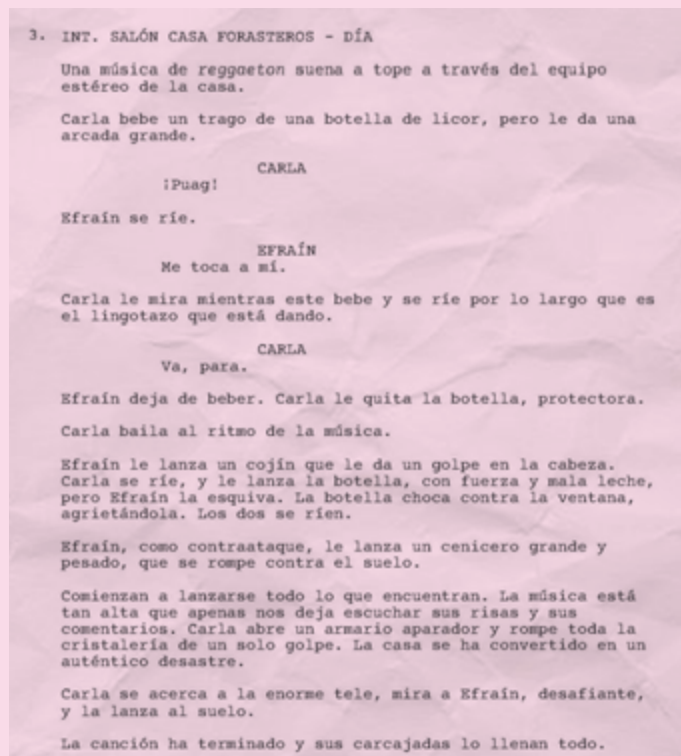 3. INT. SALÓN CASA FORASTEROS - DÍA
Una música de reggaeton suena a tope a través del equipo
estéreo de la casa.
Carla bebe un trago de una botella de licor, pero le da una
arcada grande.
CARLA
¡Puag!
Efraín se ríe.
EFRAÍN
Me toca a mí.
Carla le mira mientras este bebe y se ríe por lo largo que es
el lingotazo que está dando.
CARLA
Va, para.
Efraín deja de beber. Carla le quita la botella, protectora.
Carla baila al ritmo de la música.
Efraín le lanza un cojín que le da un golpe en la cabeza.
Carla se ríe, y le lanza la botella, con fuerza y mala leche,
pero Efraín la esquiva. La botella choca contra la ventana,
agrietándola. Los dos se ríen.
Efraín, como contraataque, le lanza un cenicero grande y
pesado, que se rompe contra el suelo.
Comienzan a lanzarse todo lo que encuentran. La música está
tan alta que apenas nos deja escuchar sus risas y sus
comentarios. Carla abre un armario aparador y rompe toda la
cristalería de un solo golpe. La casa se ha convertido en un
auténtico desastre.
Carla se acerca a la enorme tele, mira a Efraín, desafiante,
y la lanza al suelo.
La canción ha terminado y sus carcajadas lo llenan todo.